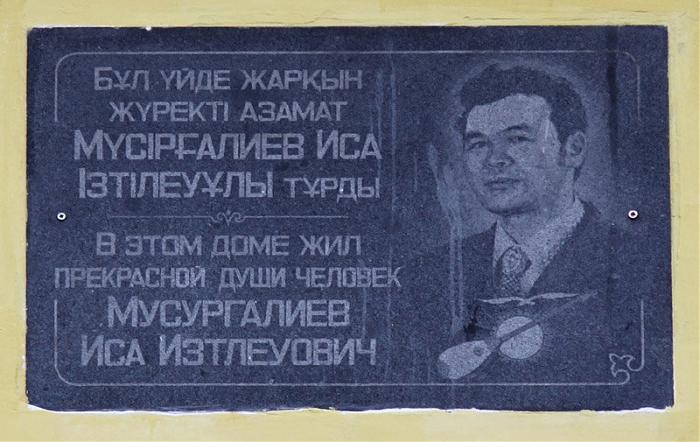 Бұл үйде жарқын
жүректі азамат
Мүсірғалиев Иса
Ізтілеуұлы тұрды
В этом доме жил
прекрасной души человек
Мусургалиев
Иса Изтлеуович